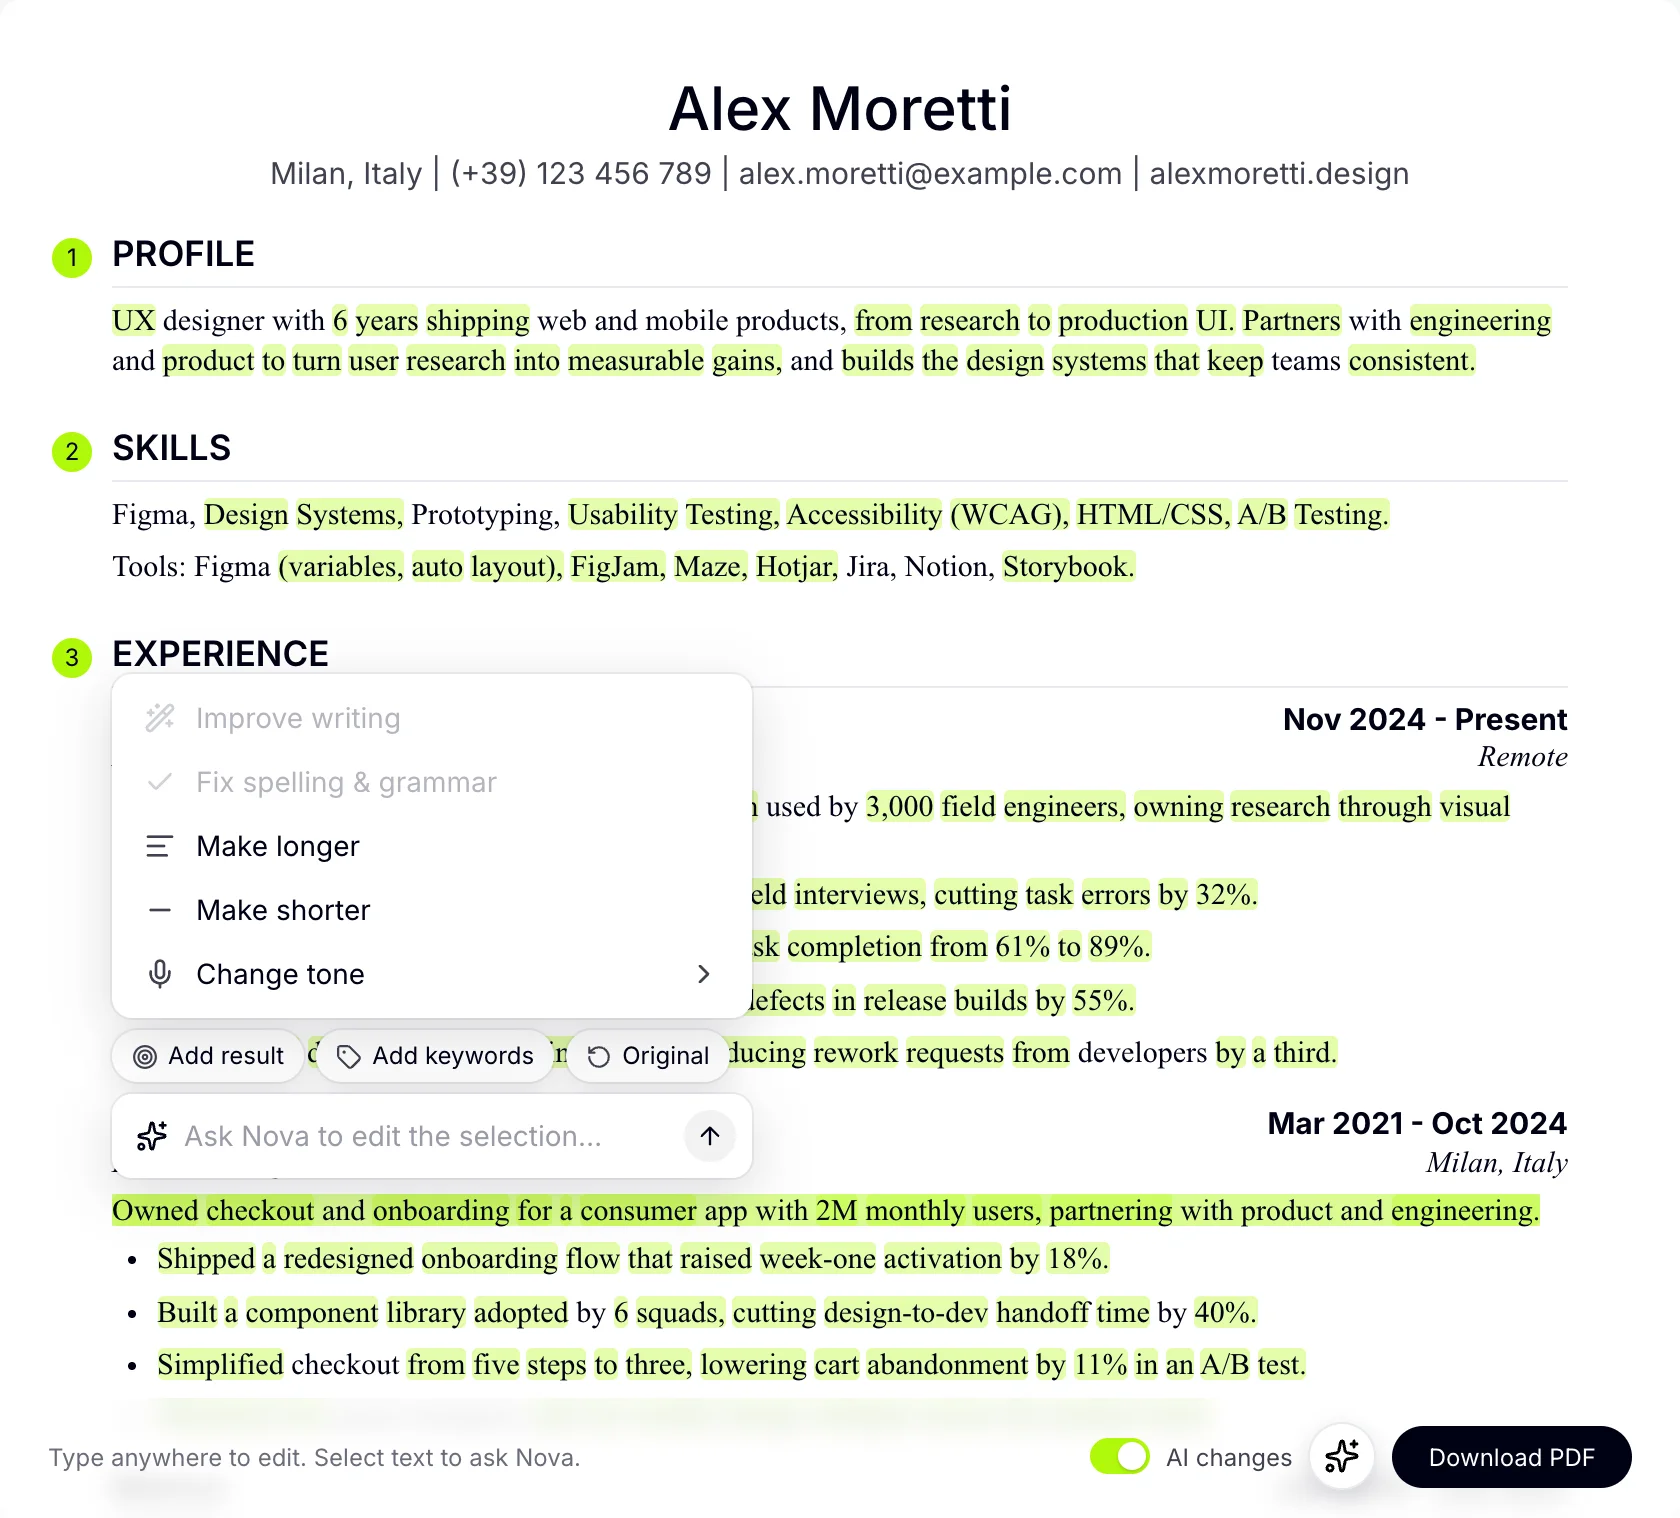 Alex Moretti
Milan, Italy | (+39) 123 456 789 | alex.moretti@example.com | alexmoretti.design
1 PROFILE
UX designer with 6 years shipping web and mobile products, from research to production UI. Partners with engineering
and product to turn user research into measurable gains, and builds the design systems that keep teams consistent.
2 SKILLS
Figma, Design Systems, Prototyping, Usability Testing, Accessibility (WCAG), HTML/CSS, A/B Testing.
Tools: Figma (variables, auto layout), FigJam, Maze, Hotjar, Jira, Notion, Storybook.
3 EXPERIENCE
Nov 2024 - Present
Remote
used by 3,000 field engineers, owning research through visual
interviews, cutting task errors by 32%.
completion from 61% to 89%.
in release builds by 55%.
rework requests from developers by a third.
Improve writing
Fix spelling & grammar
Make longer
Make shorter
Change tone
Add result
Add keywords
Original
Ask Nova to edit the selection...
Mar 2021 - Oct 2024
Milan, Italy
Owned checkout and onboarding for a consumer app with 2M monthly users, partnering with product and engineering.
• Shipped a redesigned onboarding flow that raised week-one activation by 18%.
• Built a component library adopted by 6 squads, cutting design-to-dev handoff time by 40%.
• Simplified checkout from five steps to three, lowering cart abandonment by 11% in an A/B test.
Type anywhere to edit. Select text to ask Nova.
AI changes
Download PDF